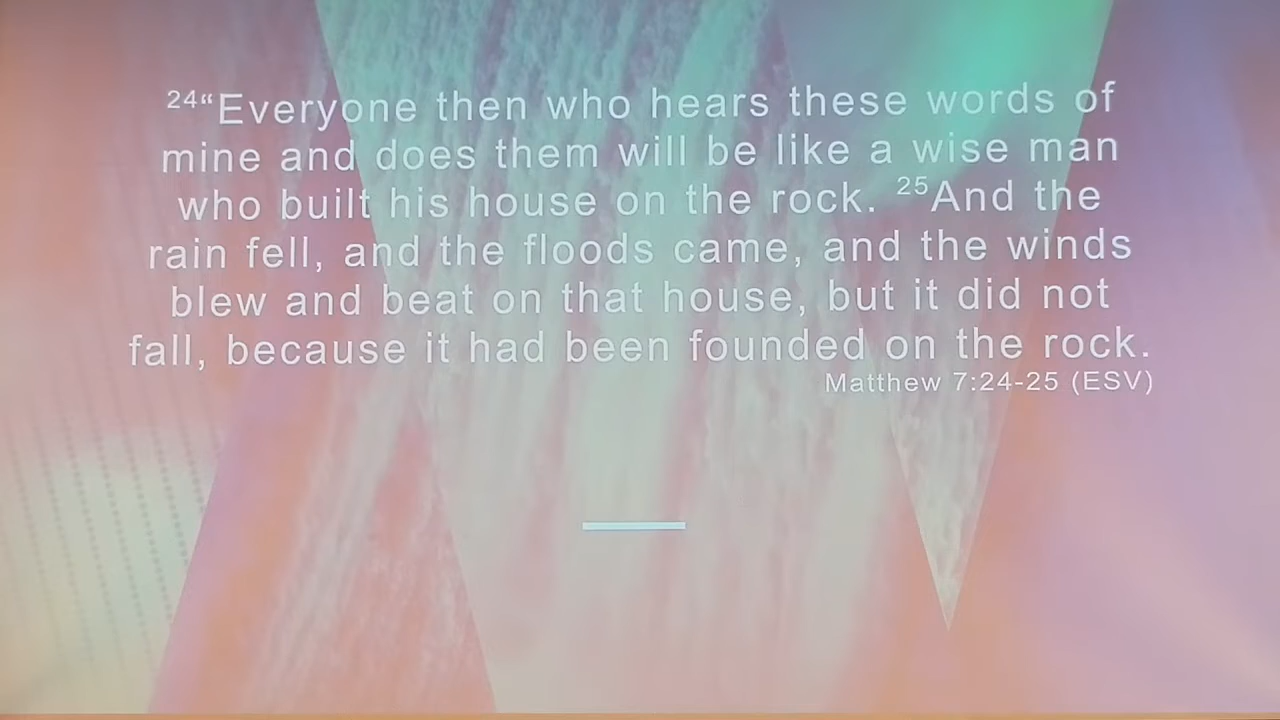 24“Everyone then who hears these words of
mine and does them will be like a wise man
who built his house on the rock. 25And the
rain fell, and the floods came, and the winds
blew and beat on that house, but it did not
fall, because it had been founded on the rock.
Matthew 7:24-25 (ESV)